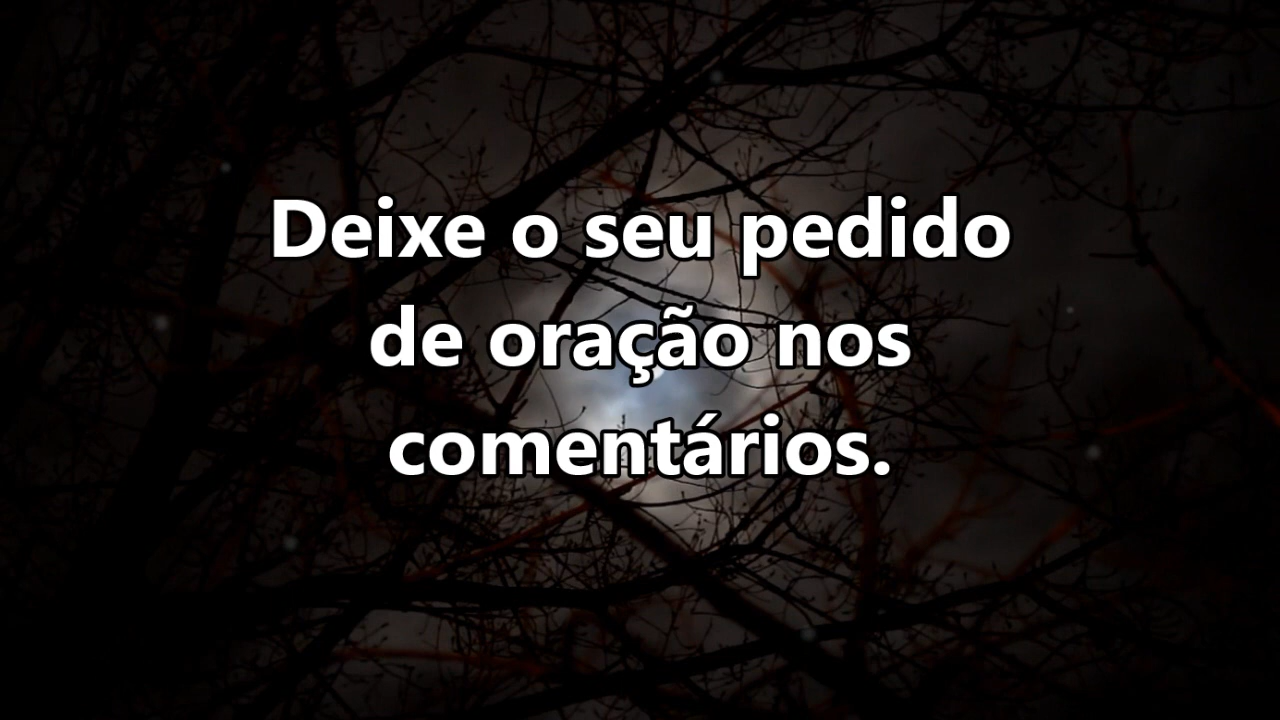 Deixe o seu pedido
de oração nos
comentários.